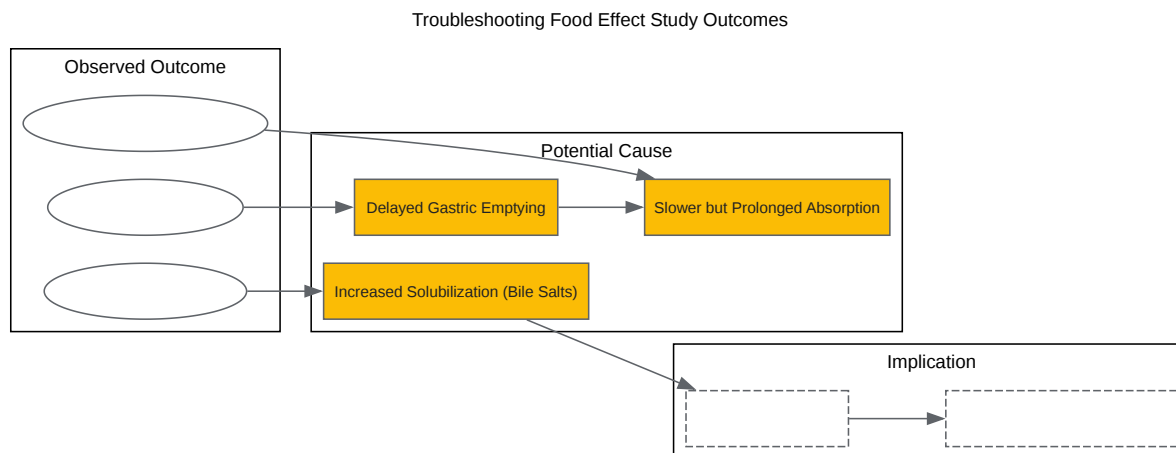 Troubleshooting Food Effect Study Outcomes
Observed Outcome
Potential Cause
Delayed Gastric Emptying
Slower but Prolonged Absorption
Increased Solubilization (Bile Salts)
Implication